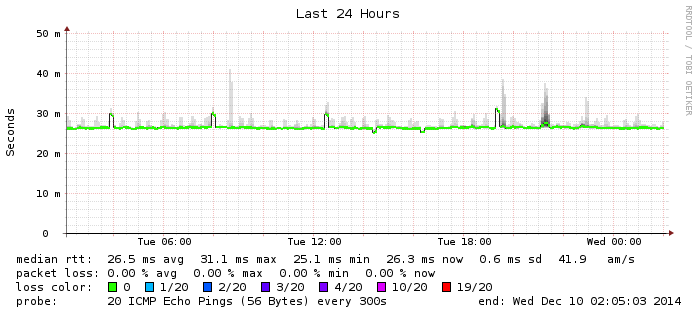 Last 24 Hours
RRDTOOL / TOBI OETIKER
50 m
40 m
30 m
20 m
10 m
0
Seconds
Tue 06:00 Tue 12:00 Tue 18:00 Wed 00:00
median rtt: 26.5 ms avg 31.1 ms max 25.1 ms min 26.3 ms now 0.6 ms sd 41.9 am/s
packet loss: 0.00 % avg 0.00 % max 0.00 % min 0.00 % now
loss color: 0 1/20 2/20 3/20 4/20 10/20 19/20
probe: 20 ICMP Echo Pings (56 Bytes) every 300s end: Wed Dec 10 02:05:03 2014